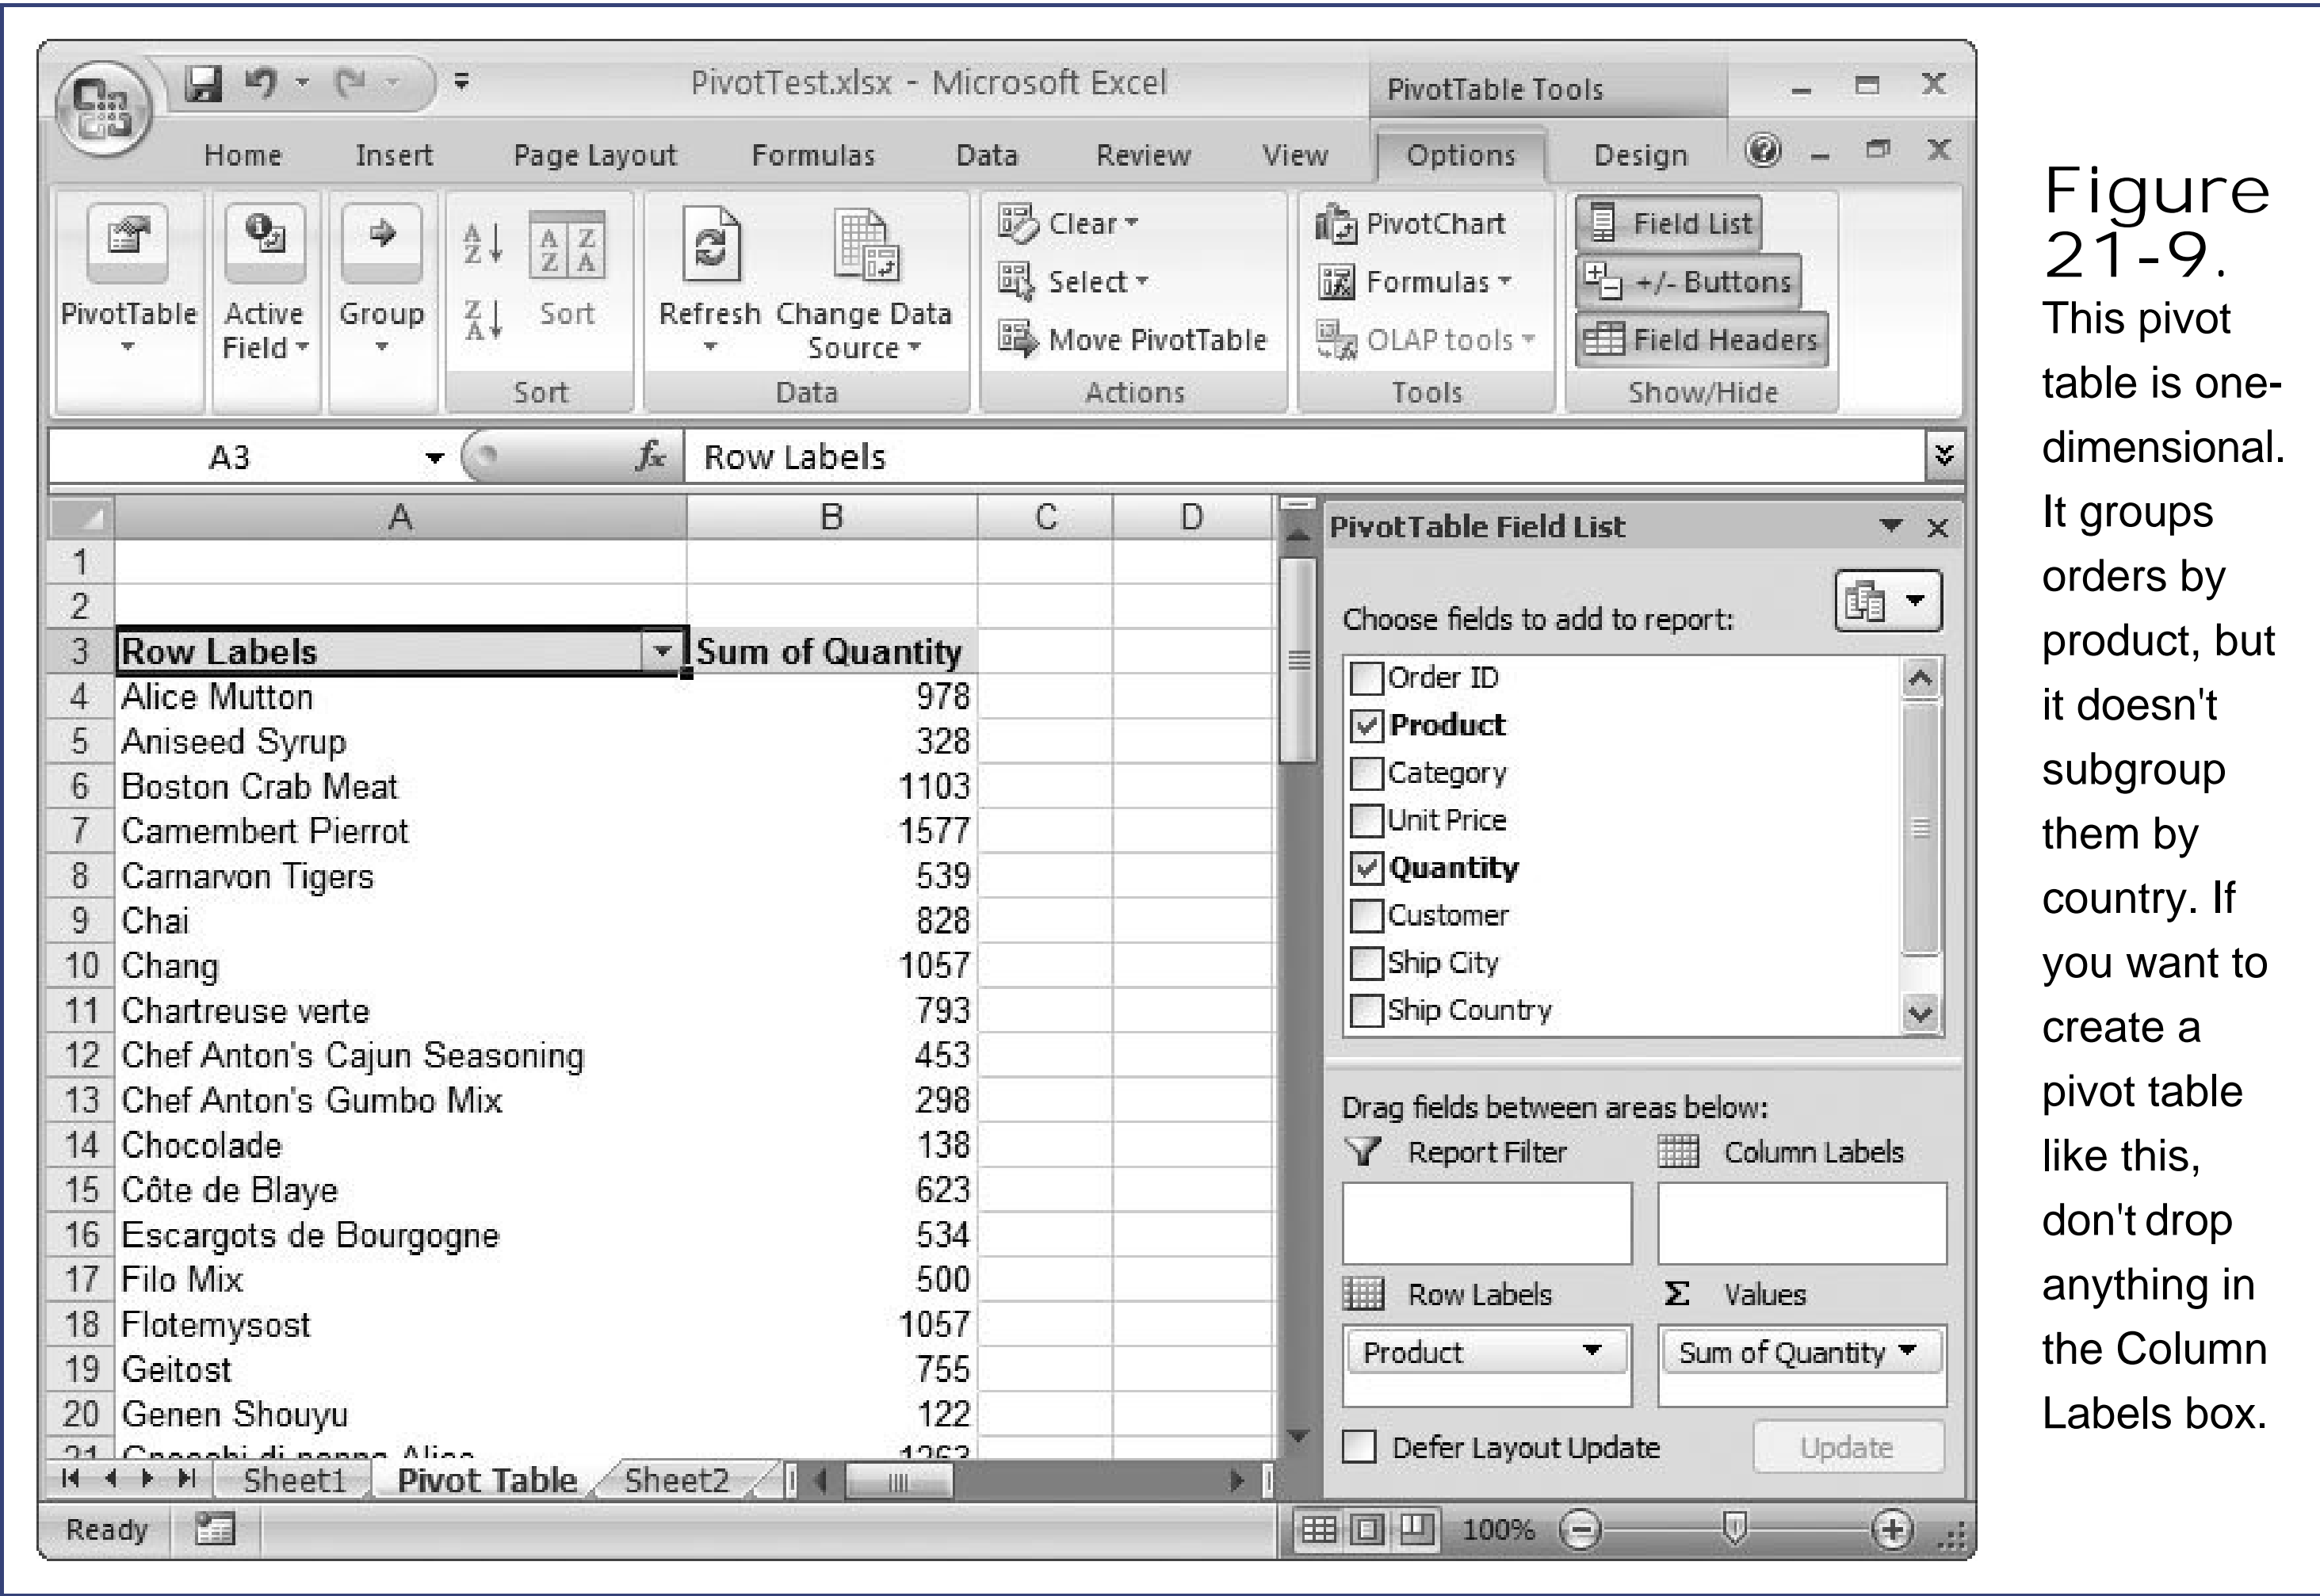 PivotTest.xlsx - Microsoft Excel
PivotTable Tools
Home Insert Page Layout Formulas Data Review View Options Design
PivotTable
Active Field
Group
A Z
Z A
A Z
Z A
Sort
Sort
Refresh
Change Data Source
Data
Clear
Select
Move PivotTable
Actions
PivotChart
Formulas
OLAP tools
Tools
Field List
+/- Buttons
Field Headers
Show/Hide
A3 fx Row Labels
A B C D
1
2
3 Row Labels Sum of Quantity
4 Alice Mutton 978
5 Aniseed Syrup 328
6 Boston Crab Meat 1103
7 Camembert Pierrot 1577
8 Carnarvon Tigers 539
9 Chai 828
10 Chang 1057
11 Chartreuse verte 793
12 Chef Anton's Cajun Seasoning 453
13 Chef Anton's Gumbo Mix 298
14 Chocolade 138
15 Côte de Blaye 623
16 Escargots de Bourgogne 534
17 Filo Mix 500
18 Flotemysost 1057
19 Geitost 755
20 Genen Shouyu 122
21 Gnocchi di nonna Alice 1263
Sheet1 Pivot Table Sheet2
Ready
100%
PivotTable Field List
Choose fields to add to report:
Order ID
Product
Category
Unit Price
Quantity
Customer
Ship City
Ship Country
Drag fields between areas below:
Report Filter Column Labels
Row Labels Σ Values
Product Sum of Quantity
Defer Layout Update Update
Figure
21-9.
This pivot
table is one-
dimensional.
It groups
orders by
product, but
it doesn't
subgroup
them by
country. If
you want to
create a
pivot table
like this,
don't drop
anything in
the Column
Labels box.